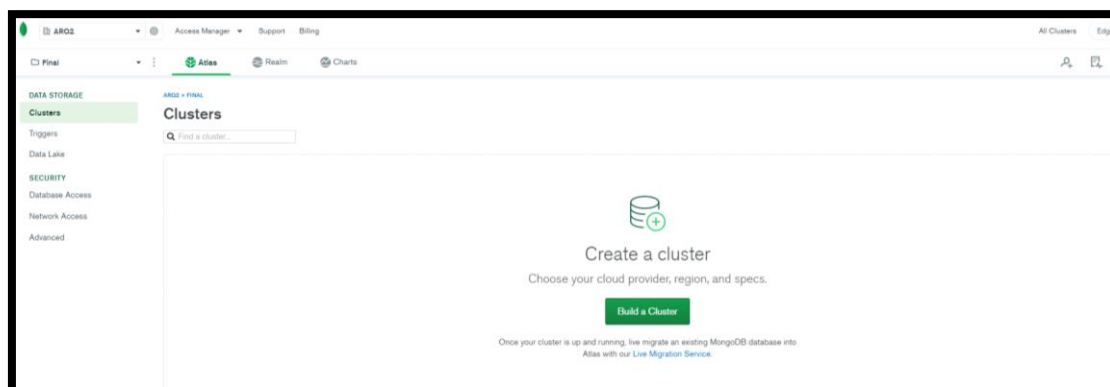 ARO2
Access Manager
Support
Billing
All Clusters
Final
Atlas
Realm
Charts
DATA STORAGE
Clusters
Triggers
Data Lake
SECURITY
Database Access
Network Access
Advanced
ARO2 > FINAL
Clusters
Find a cluster...
Create a cluster
Choose your cloud provider, region, and specs.
Build a Cluster
Once your cluster is up and running, live migrate an existing MongoDB database into
Atlas with our Live Migration Service.